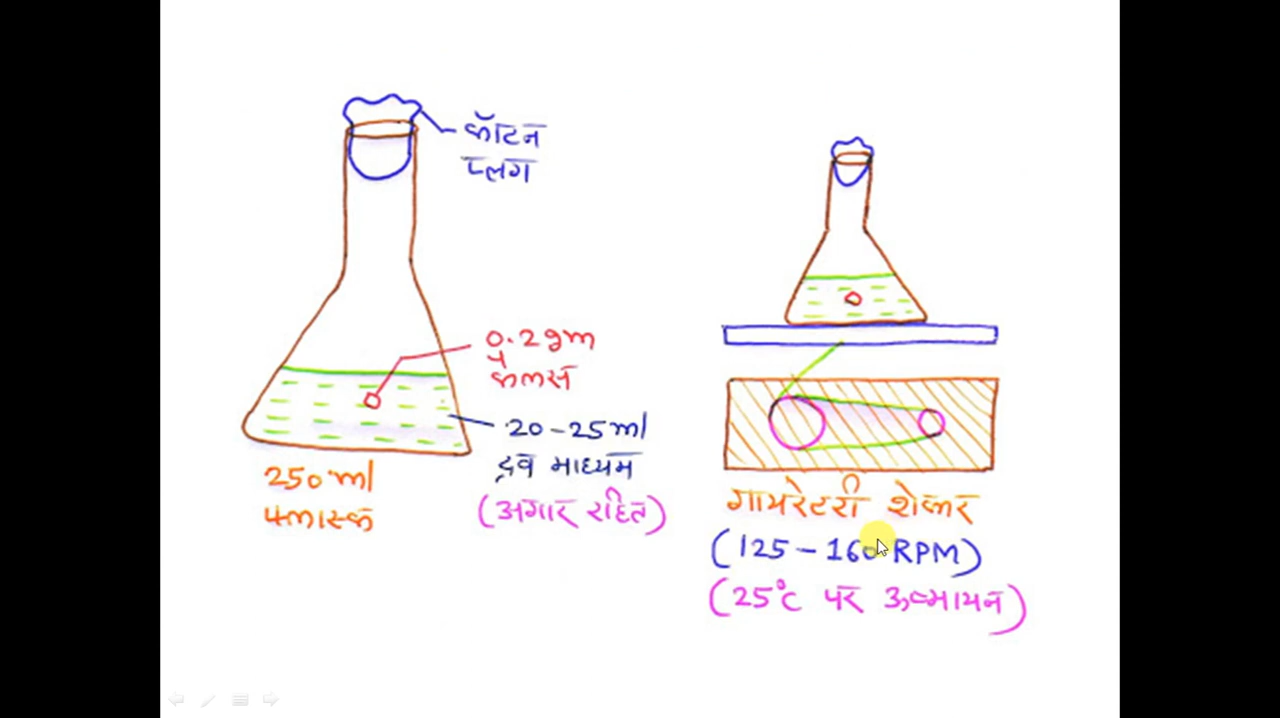 कॉटन
प्लग
0.2gm
कैलस
20-25ml
द्रव माध्यम
(अगार रहित)
250ml
फ्लास्क
गायरेटरी शेकर
(125-160 RPM)
(25°C पर ऊष्मायन)